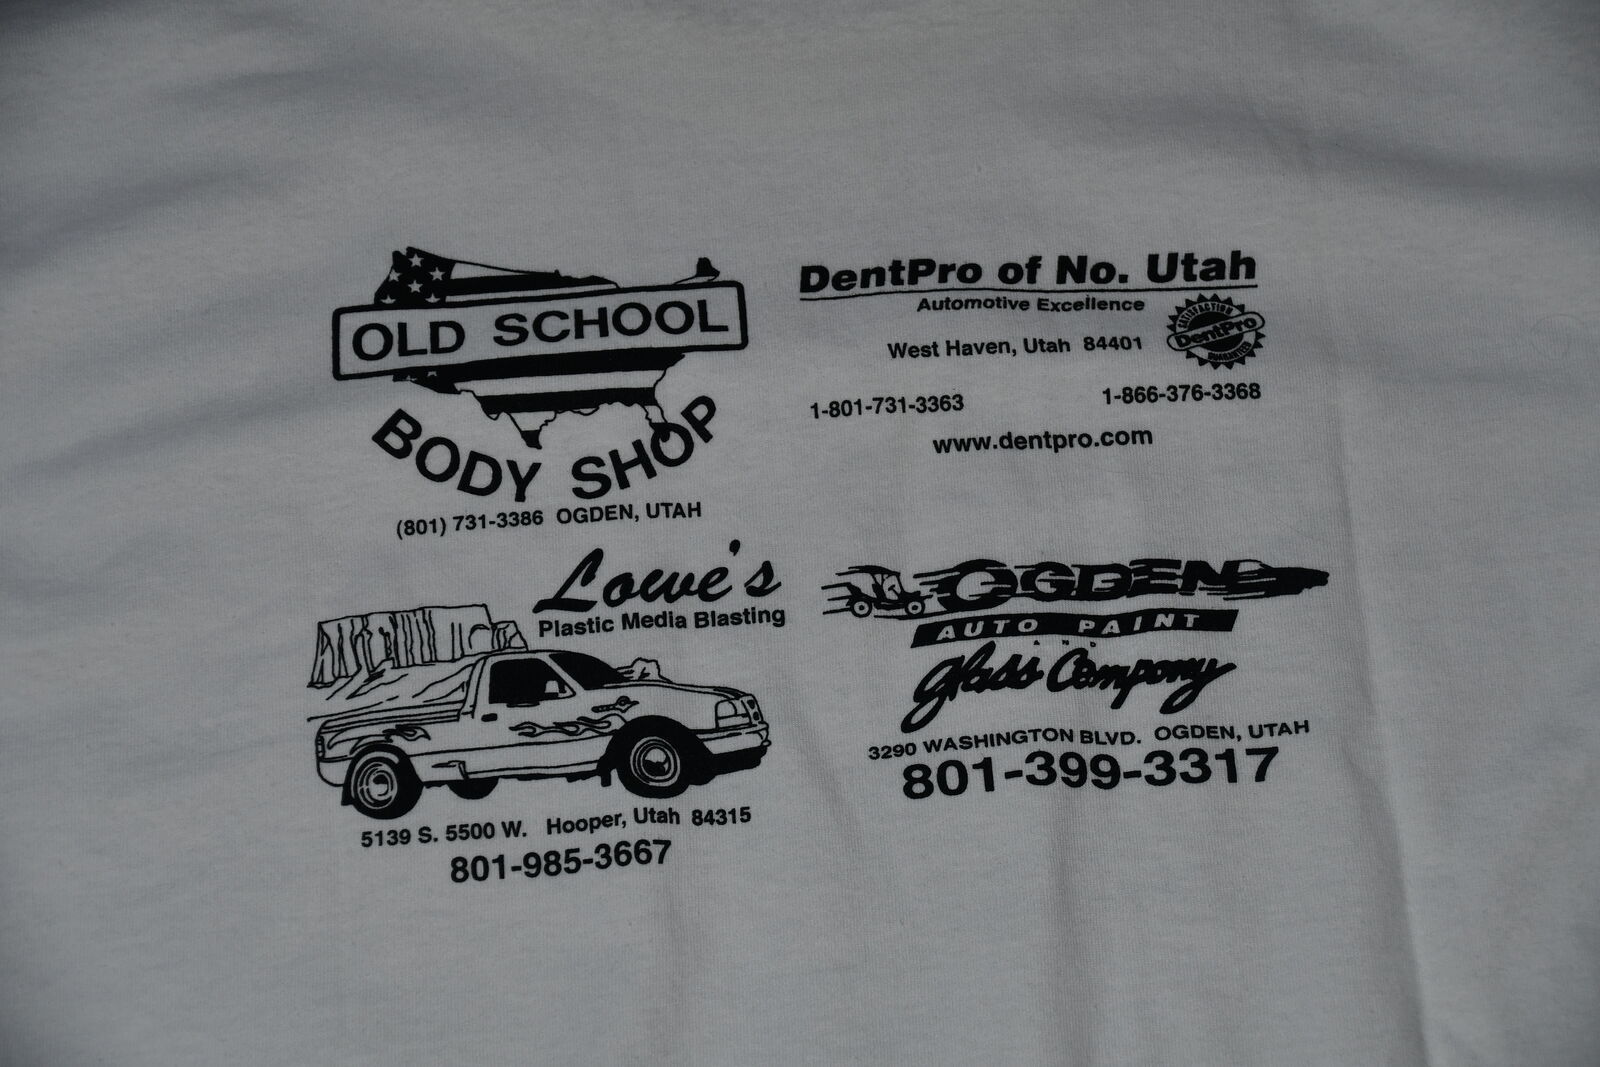 OLD SCHOOL
BODY SHOP
(801) 731-3386 OGDEN, UTAH
DentPro of No. Utah
Automotive Excellence
West Haven, Utah 84401
SATISFACTION
DentPro
GUARANTEED
1-801-731-3363 1-866-376-3368
www.dentpro.com
Lowe's
Plastic Media Blasting
5139 S. 5500 W. Hooper, Utah 84315
801-985-3667
OGDEN
AUTO PAINT
AND
Glass Company
3290 WASHINGTON BLVD. OGDEN, UTAH
801-399-3317